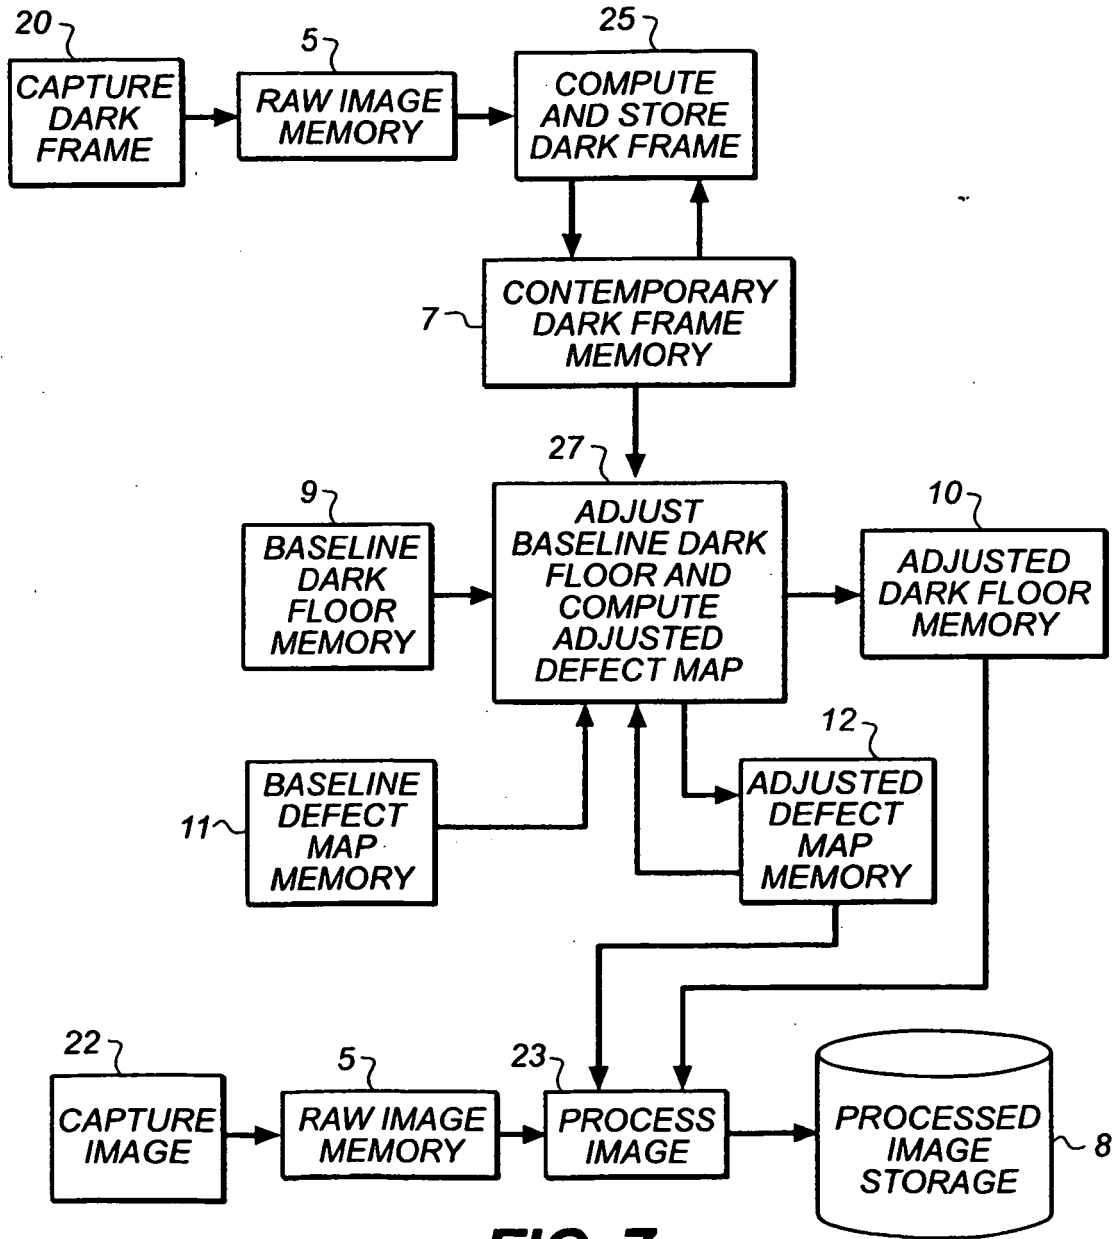 20
CAPTURE
DARK
FRAME
5
RAW IMAGE
MEMORY
25
COMPUTE
AND STORE
DARK FRAME
7
CONTEMPORARY
DARK FRAME
MEMORY
27
ADJUST
BASELINE DARK
FLOOR AND
COMPUTE
ADJUSTED
DEFECT MAP
9
BASELINE
DARK
FLOOR
MEMORY
10
ADJUSTED
DARK FLOOR
MEMORY
11
BASELINE
DEFECT
MAP
MEMORY
12
ADJUSTED
DEFECT
MAP
MEMORY
22
CAPTURE
IMAGE
5
RAW IMAGE
MEMORY
23
PROCESS
IMAGE
PROCESSED
IMAGE
STORAGE
8